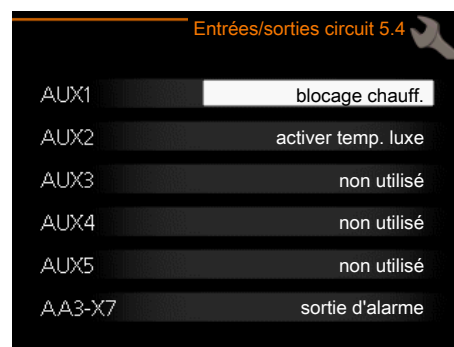 Entrées/sorties circuit 5.4
AUX1 blocage chauff.
AUX2 activer temp. luxe
AUX3 non utilisé
AUX4 non utilisé
AUX5 non utilisé
AA3-X7 sortie d'alarme